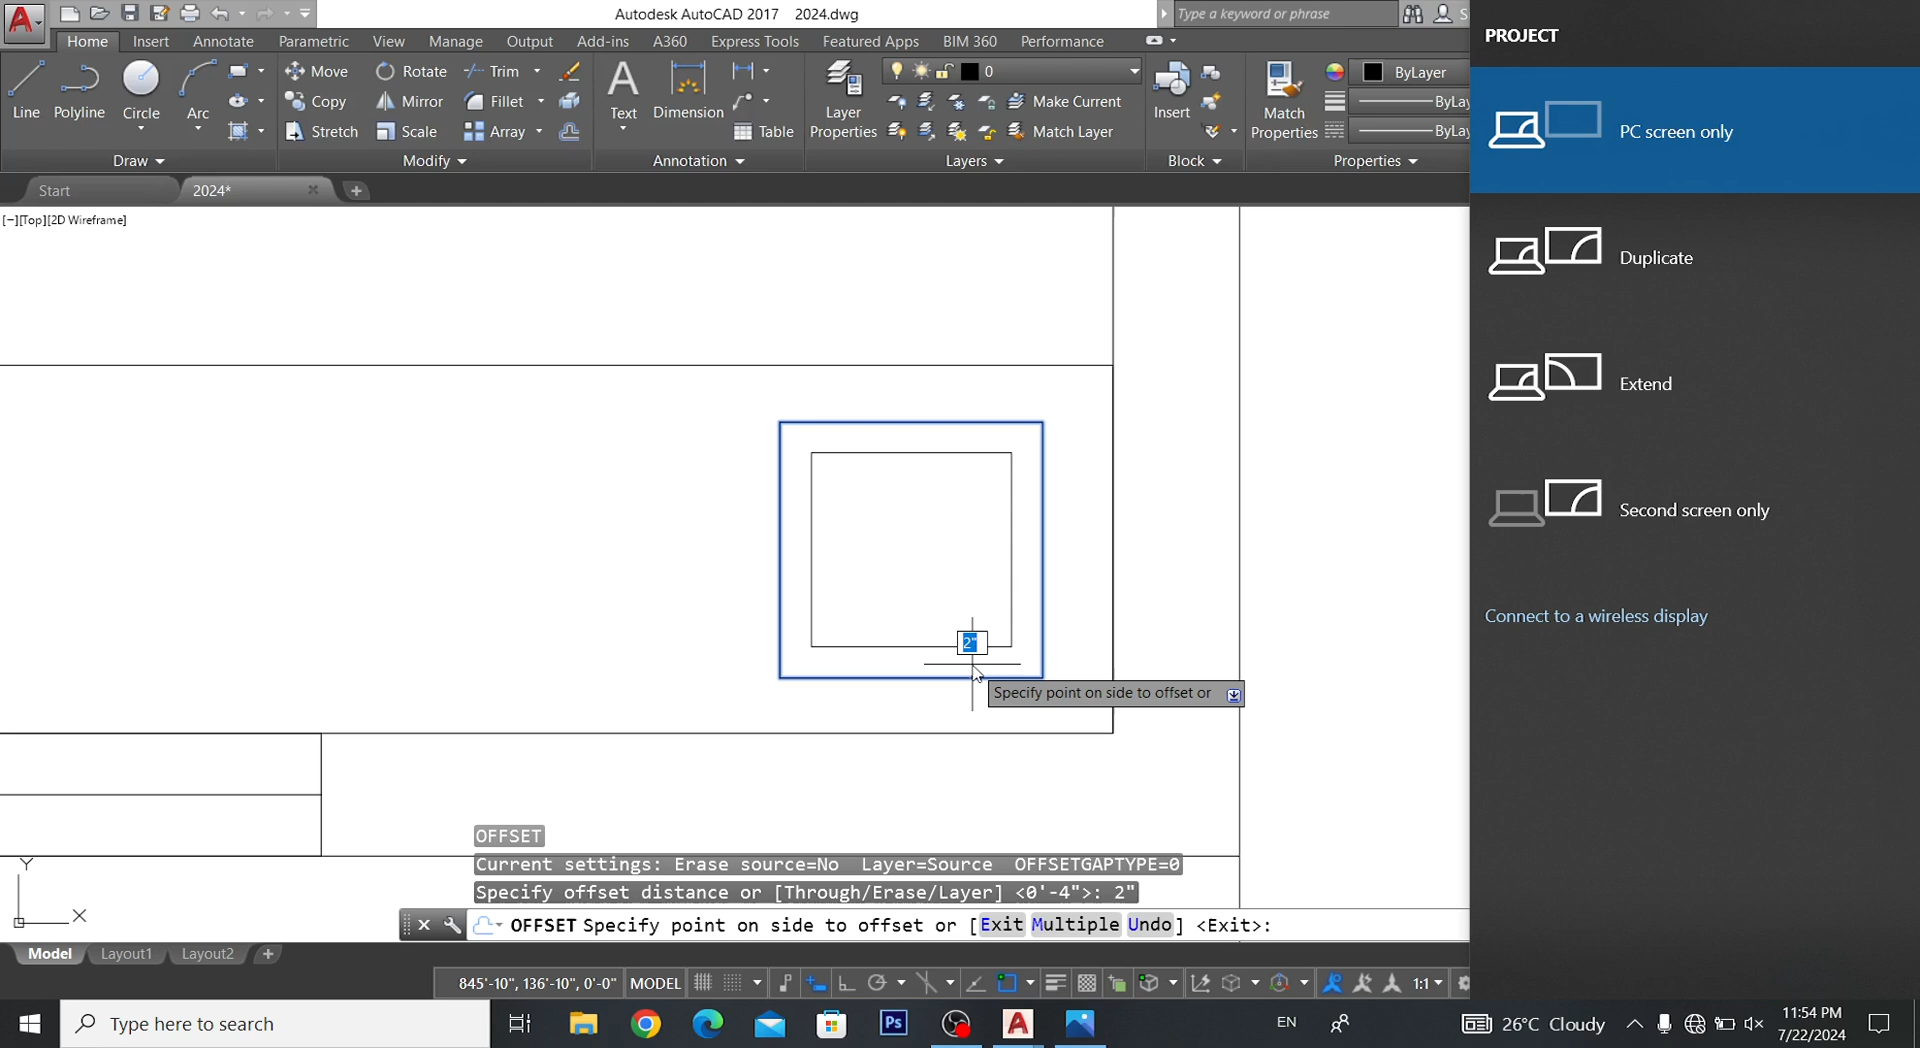 Autodesk AutoCAD 2017 2024.dwg
Type a keyword or phrase
Home Insert Annotate Parametric View Manage Output Add-ins A360 Express Tools Featured Apps BIM 360 Performance
Line Polyline Circle Arc
Move Rotate Trim
Copy Mirror Fillet
Stretch Scale Array
Text Dimension Table
Layer Properties
0
Make Current
Match Layer
Insert
Match Properties
ByLayer
ByLay
ByLay
Draw Modify Annotation Layers Block Properties
Start 2024*
[−][Top][2D Wireframe]
2"
Specify point on side to offset or
OFFSET
Current settings: Erase source=No Layer=Source OFFSETGAPTYPE=0
Specify offset distance or [Through/Erase/Layer] <0'-4">: 2"
OFFSET Specify point on side to offset or [Exit Multiple Undo] <Exit>:
Y
X
Model Layout1 Layout2
845'-10", 136'-10", 0'-0" MODEL 1:1
Type here to search
Ps
EN
26°C Cloudy
11:54 PM
7/22/2024
PROJECT
PC screen only
Duplicate
Extend
Second screen only
Connect to a wireless display